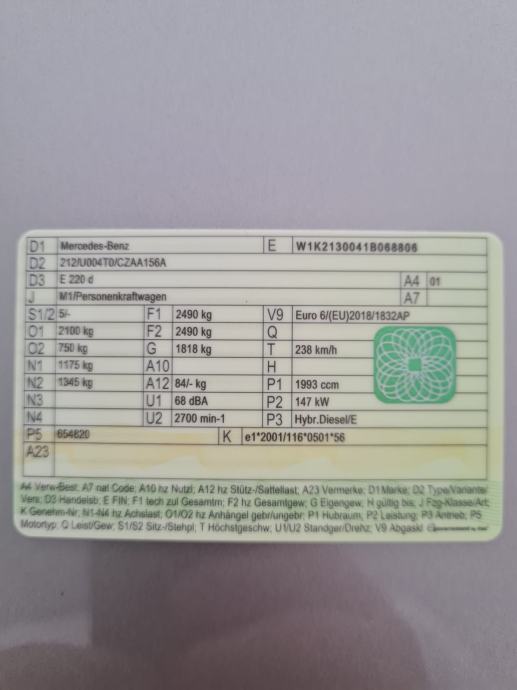 D1 Mercedes-Benz E W1K2130041B068806
D2 212/U004T0/CZAA156A
D3 E 220 d A4 01
J M1/Personenkraftwagen A7
S1/2 5/- F1 2490 kg V9 Euro 6/(EU)2018/1832AP
O1 2100 kg F2 2490 kg Q
O2 750 kg G 1818 kg T 238 km/h
N1 1175 kg A10 H
N2 1345 kg A12 84/- kg P1 1993 ccm
N3 U1 68 dBA P2 147 kW
N4 U2 2700 min-1 P3 Hybr.Diesel/E
P5 654820 K e1*2001/116*0501*56
A23
A4 Verw-Best; A7 nat Code; A10 hz Nutzl; A12 hz Stütz-/Sattellast; A23 Vermerke; D1 Marke; D2 Type/Variante/
Vers; D3 Handelsb; E FIN; F1 tech zul Gesamtm; F2 hz Gesamtgew; G Eigengew; H gültig bis; J Fzg-Klasse/Art;
K Genehm-Nr; N1-N4 hz Achslast; O1/O2 hz Anhängel gebr/ungebr; P1 Hubraum; P2 Leistung; P3 Antrieb; P5
Motortyp; Q Leist/Gew; S1/S2 Sitz-/Stehpl; T Höchstgeschw; U1/U2 Standger/Drehz; V9 Abgaskl